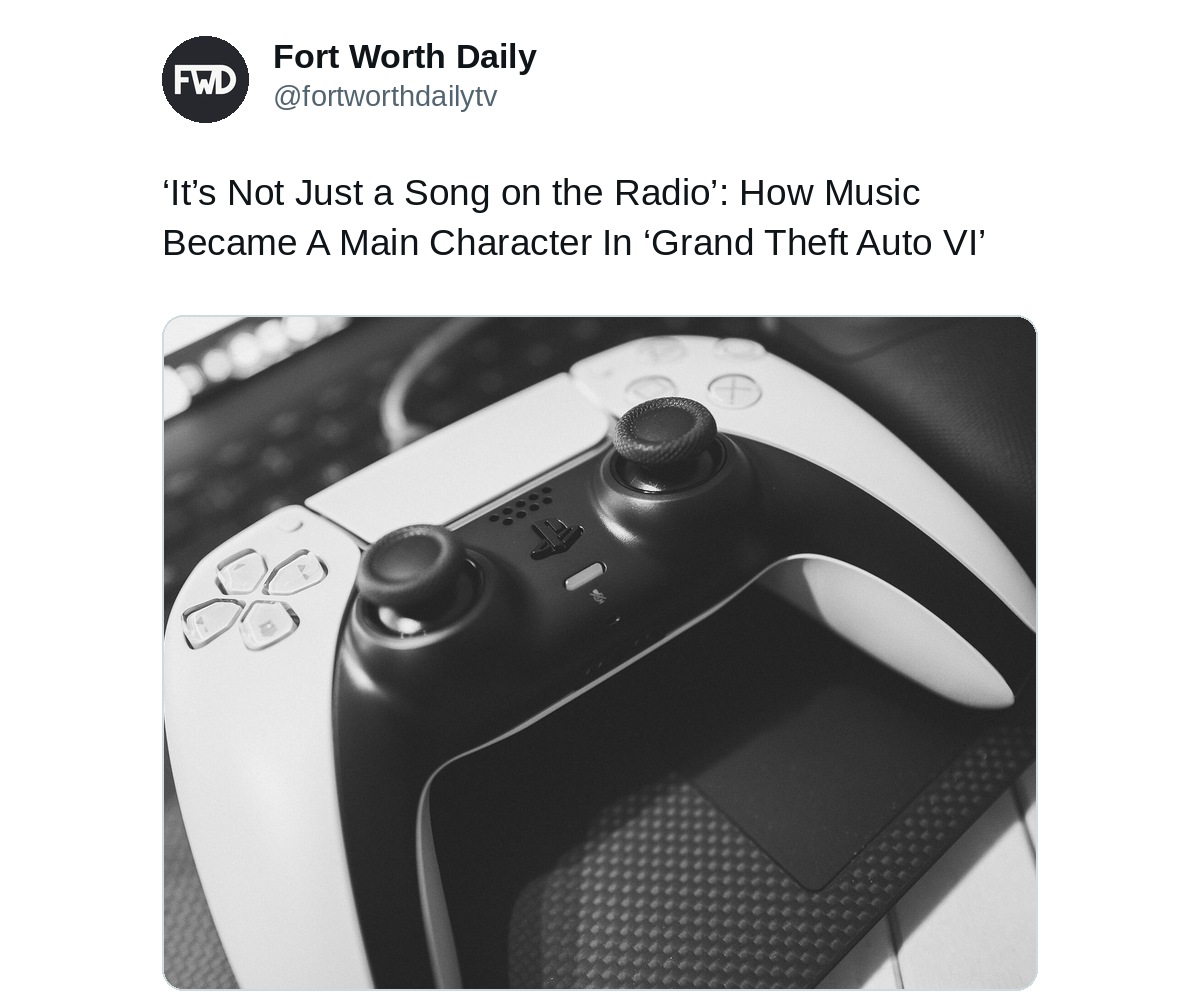 FWD
Fort Worth Daily
@fortworthdailytv
‘It’s Not Just a Song on the Radio’: How Music
Became A Main Character In ‘Grand Theft Auto VI’